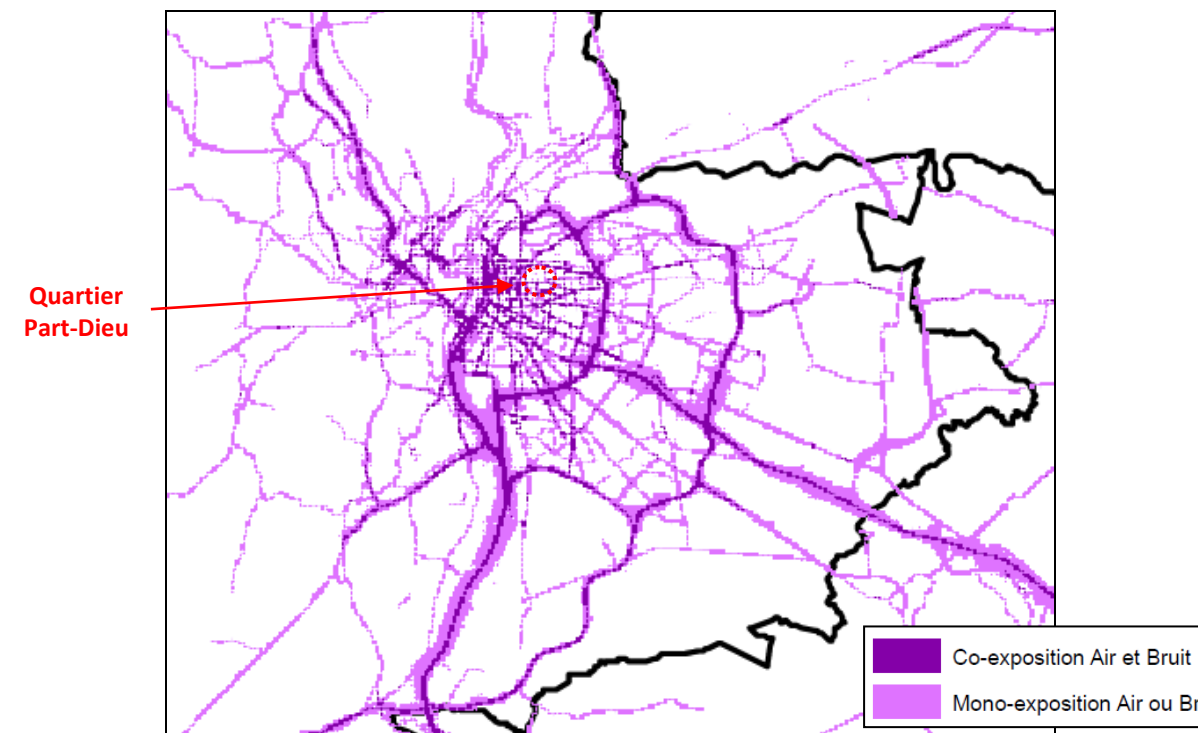 Quartier
Part-Dieu
Co-exposition Air et Bruit
Mono-exposition Air ou Br